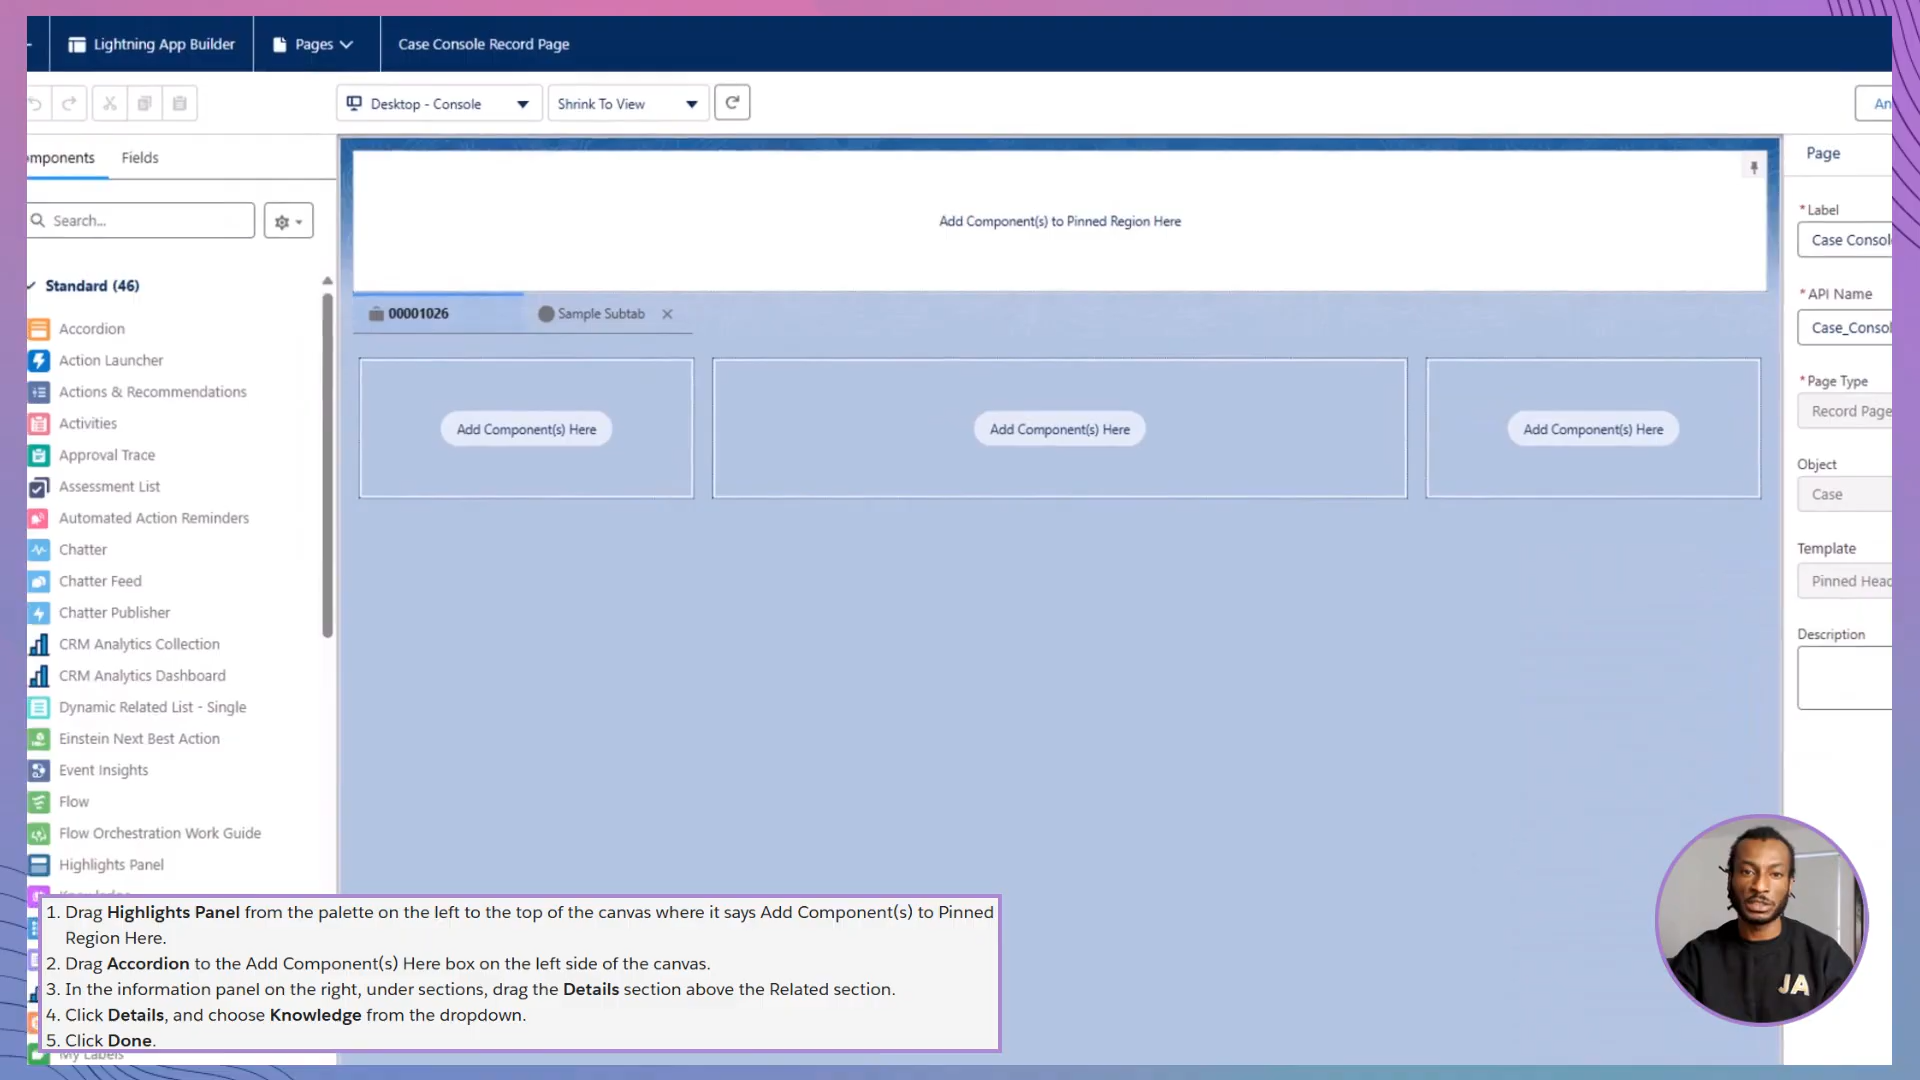 Lightning App Builder
Pages
Case Console Record Page
Desktop - Console
Shrink To View
An
mponents
Fields
Page
Search...
Add Component(s) to Pinned Region Here
* Label
Case Consol
Standard (46)
* API Name
Case_Consol
00001026
Sample Subtab
Accordion
Action Launcher
Actions & Recommendations
Activities
Approval Trace
Assessment List
Automated Action Reminders
Chatter
Chatter Feed
Chatter Publisher
CRM Analytics Collection
CRM Analytics Dashboard
Dynamic Related List - Single
Einstein Next Best Action
Event Insights
Flow
Flow Orchestration Work Guide
Highlights Panel
Add Component(s) Here
Add Component(s) Here
Add Component(s) Here
* Page Type
Record Page
Object
Case
Template
Pinned Head
Description
1. Drag Highlights Panel from the palette on the left to the top of the canvas where it says Add Component(s) to Pinned
Region Here.
2. Drag Accordion to the Add Component(s) Here box on the left side of the canvas.
3. In the information panel on the right, under sections, drag the Details section above the Related section.
4. Click Details, and choose Knowledge from the dropdown.
5. Click Done.
My Labels
JA